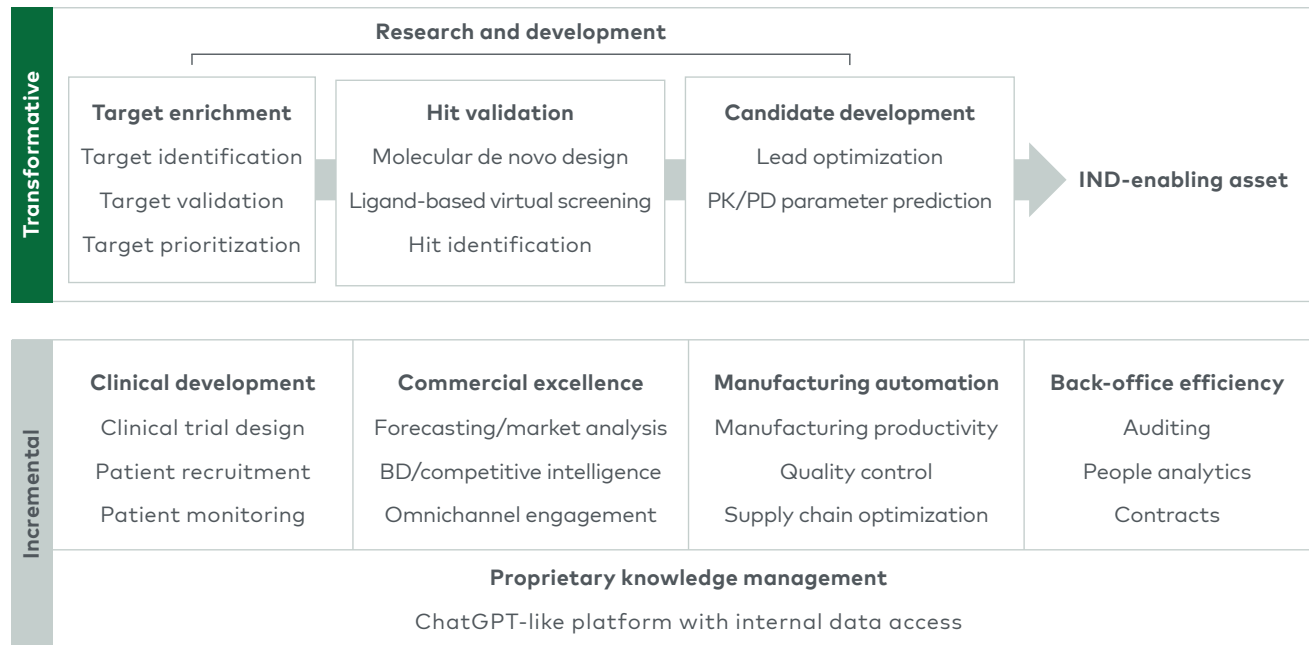 Transformative
Research and development
Target enrichment
Target identification
Target validation
Target prioritization
Hit validation
Molecular de novo design
Ligand-based virtual screening
Hit identification
Candidate development
Lead optimization
PK/PD parameter prediction
IND-enabling asset
Incremental
Clinical development
Clinical trial design
Patient recruitment
Patient monitoring
Commercial excellence
Forecasting/market analysis
BD/competitive intelligence
Omnichannel engagement
Manufacturing automation
Manufacturing productivity
Quality control
Supply chain optimization
Back-office efficiency
Auditing
People analytics
Contracts
Proprietary knowledge management
ChatGPT-like platform with internal data access